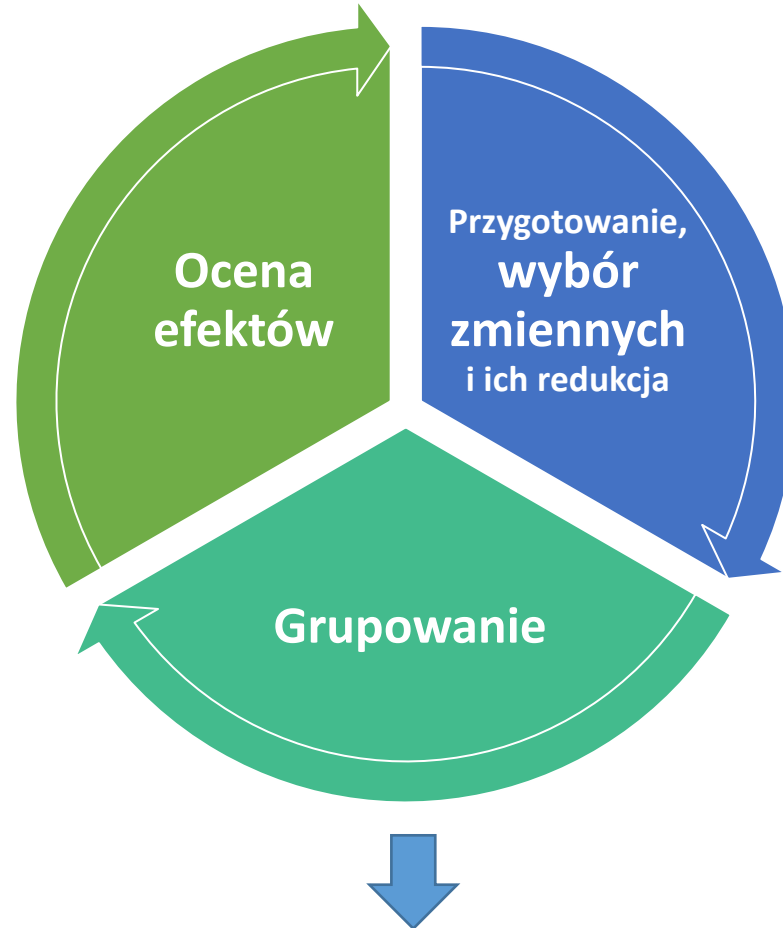 Ocena
efektów
Przygotowanie,
wybór
zmiennych
i ich redukcja
Grupowanie